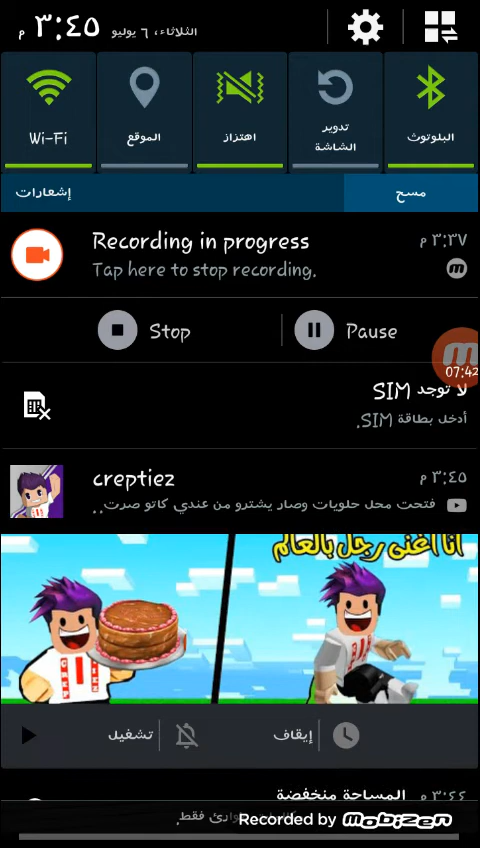 ٣:٤٥ م
الثلاثاء، ٦ يوليو
Wi-Fi
الموقع
اهتزاز
تدوير
الشاشة
البلوتوث
إشعارات
مسح
Recording in progress
٣:٣٧ م
Tap here to stop recording.
Stop
Pause
07:42
لا توجد SIM
أدخل بطاقة SIM.
creptiez
٣:٤٥ م
فتحت محل حلويات وصار يشترو من عندي كاتو صرت..
انا اغنى رجل بالعالم
CREP
IEZ
تشغيل
إيقاف
المساحة منخفضة
٣:٤٤ م
فقط.
Recorded by mobizen